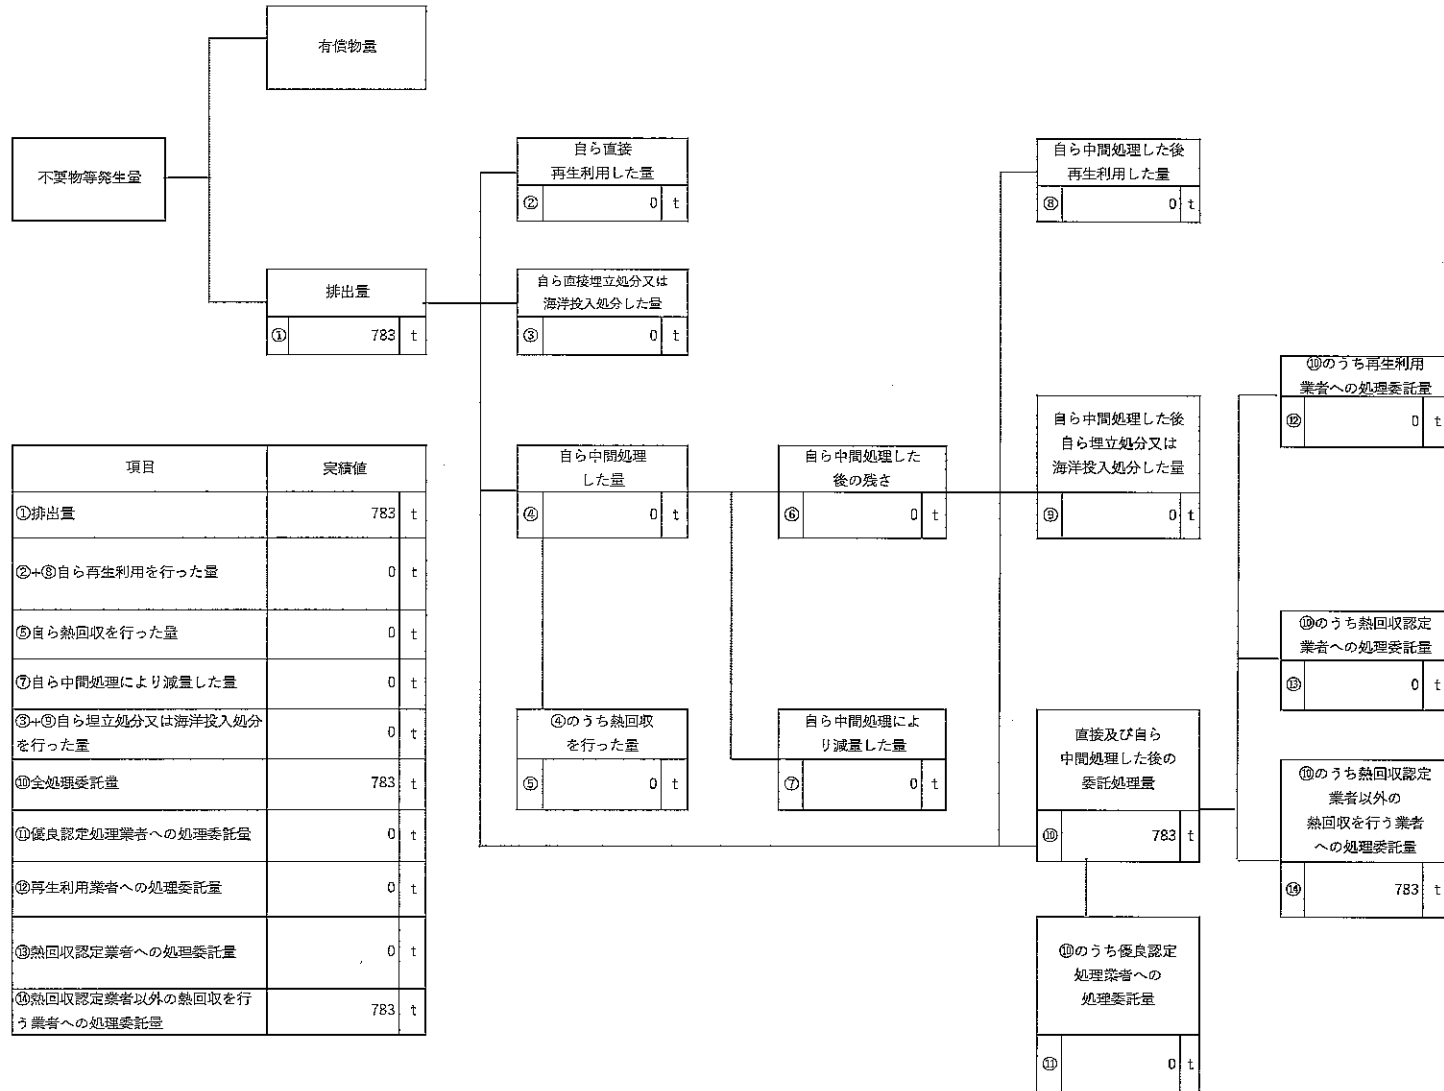 有償物量
不要物等発生量
排出量
① 783 t
自ら直接
再生利用した量
② 0 t
自ら直接埋立処分又は
海洋投入処分した量
③ 0 t
自ら中間処理
した量
④ 0 t
④のうち熱回収
を行った量
⑤ 0 t
自ら中間処理した
後の残さ
⑥ 0 t
自ら中間処理によ
り減量した量
⑦ 0 t
自ら中間処理した後
再生利用した量
⑧ 0 t
自ら中間処理した後
自ら埋立処分又は
海洋投入処分した量
⑨ 0 t
直接及び自ら
中間処理した後の
委託処理量
⑩ 783 t
⑩のうち優良認定
処理業者への
処理委託量
⑪ 0 t
⑩のうち再生利用
業者への処理委託量
⑫ 0 t
⑩のうち熱回収認定
業者への処理委託量
⑬ 0 t
⑩のうち熱回収認定
業者以外の
熱回収を行う業者
への処理委託量
⑭ 783 t
項目 実績値
①排出量 783 t
②+⑧自ら再生利用を行った量 0 t
⑤自ら熱回収を行った量 0 t
⑦自ら中間処理により減量した量 0 t
③+⑨自ら埋立処分又は海洋投入処分
を行った量 0 t
⑩全処理委託量 783 t
⑪優良認定処理業者への処理委託量 0 t
⑫再生利用業者への処理委託量 0 t
⑬熱回収認定業者への処理委託量 0 t
⑭熱回収認定業者以外の熱回収を行
う業者への処理委託量 783 t